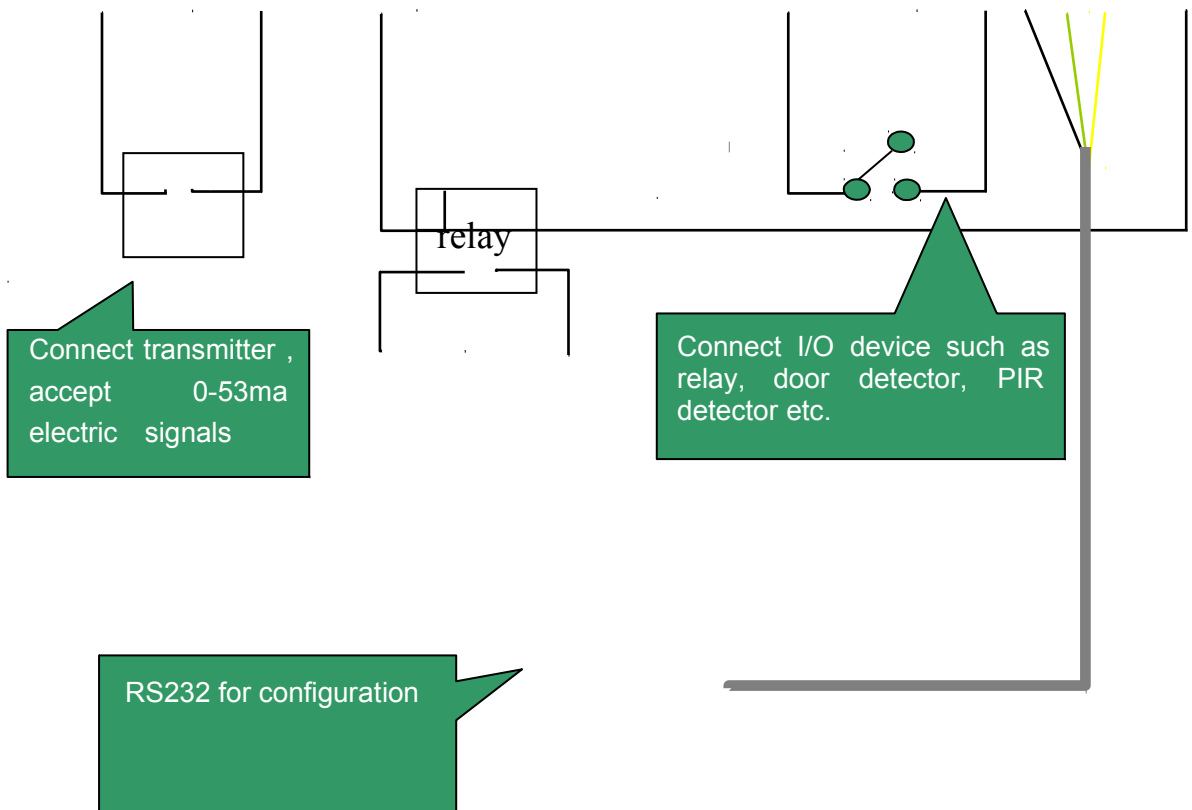 relay
Connect transmitter ,
accept 0-53ma
electric signals
Connect I/O device such as
relay, door detector, PIR
detector etc.
RS232 for configuration